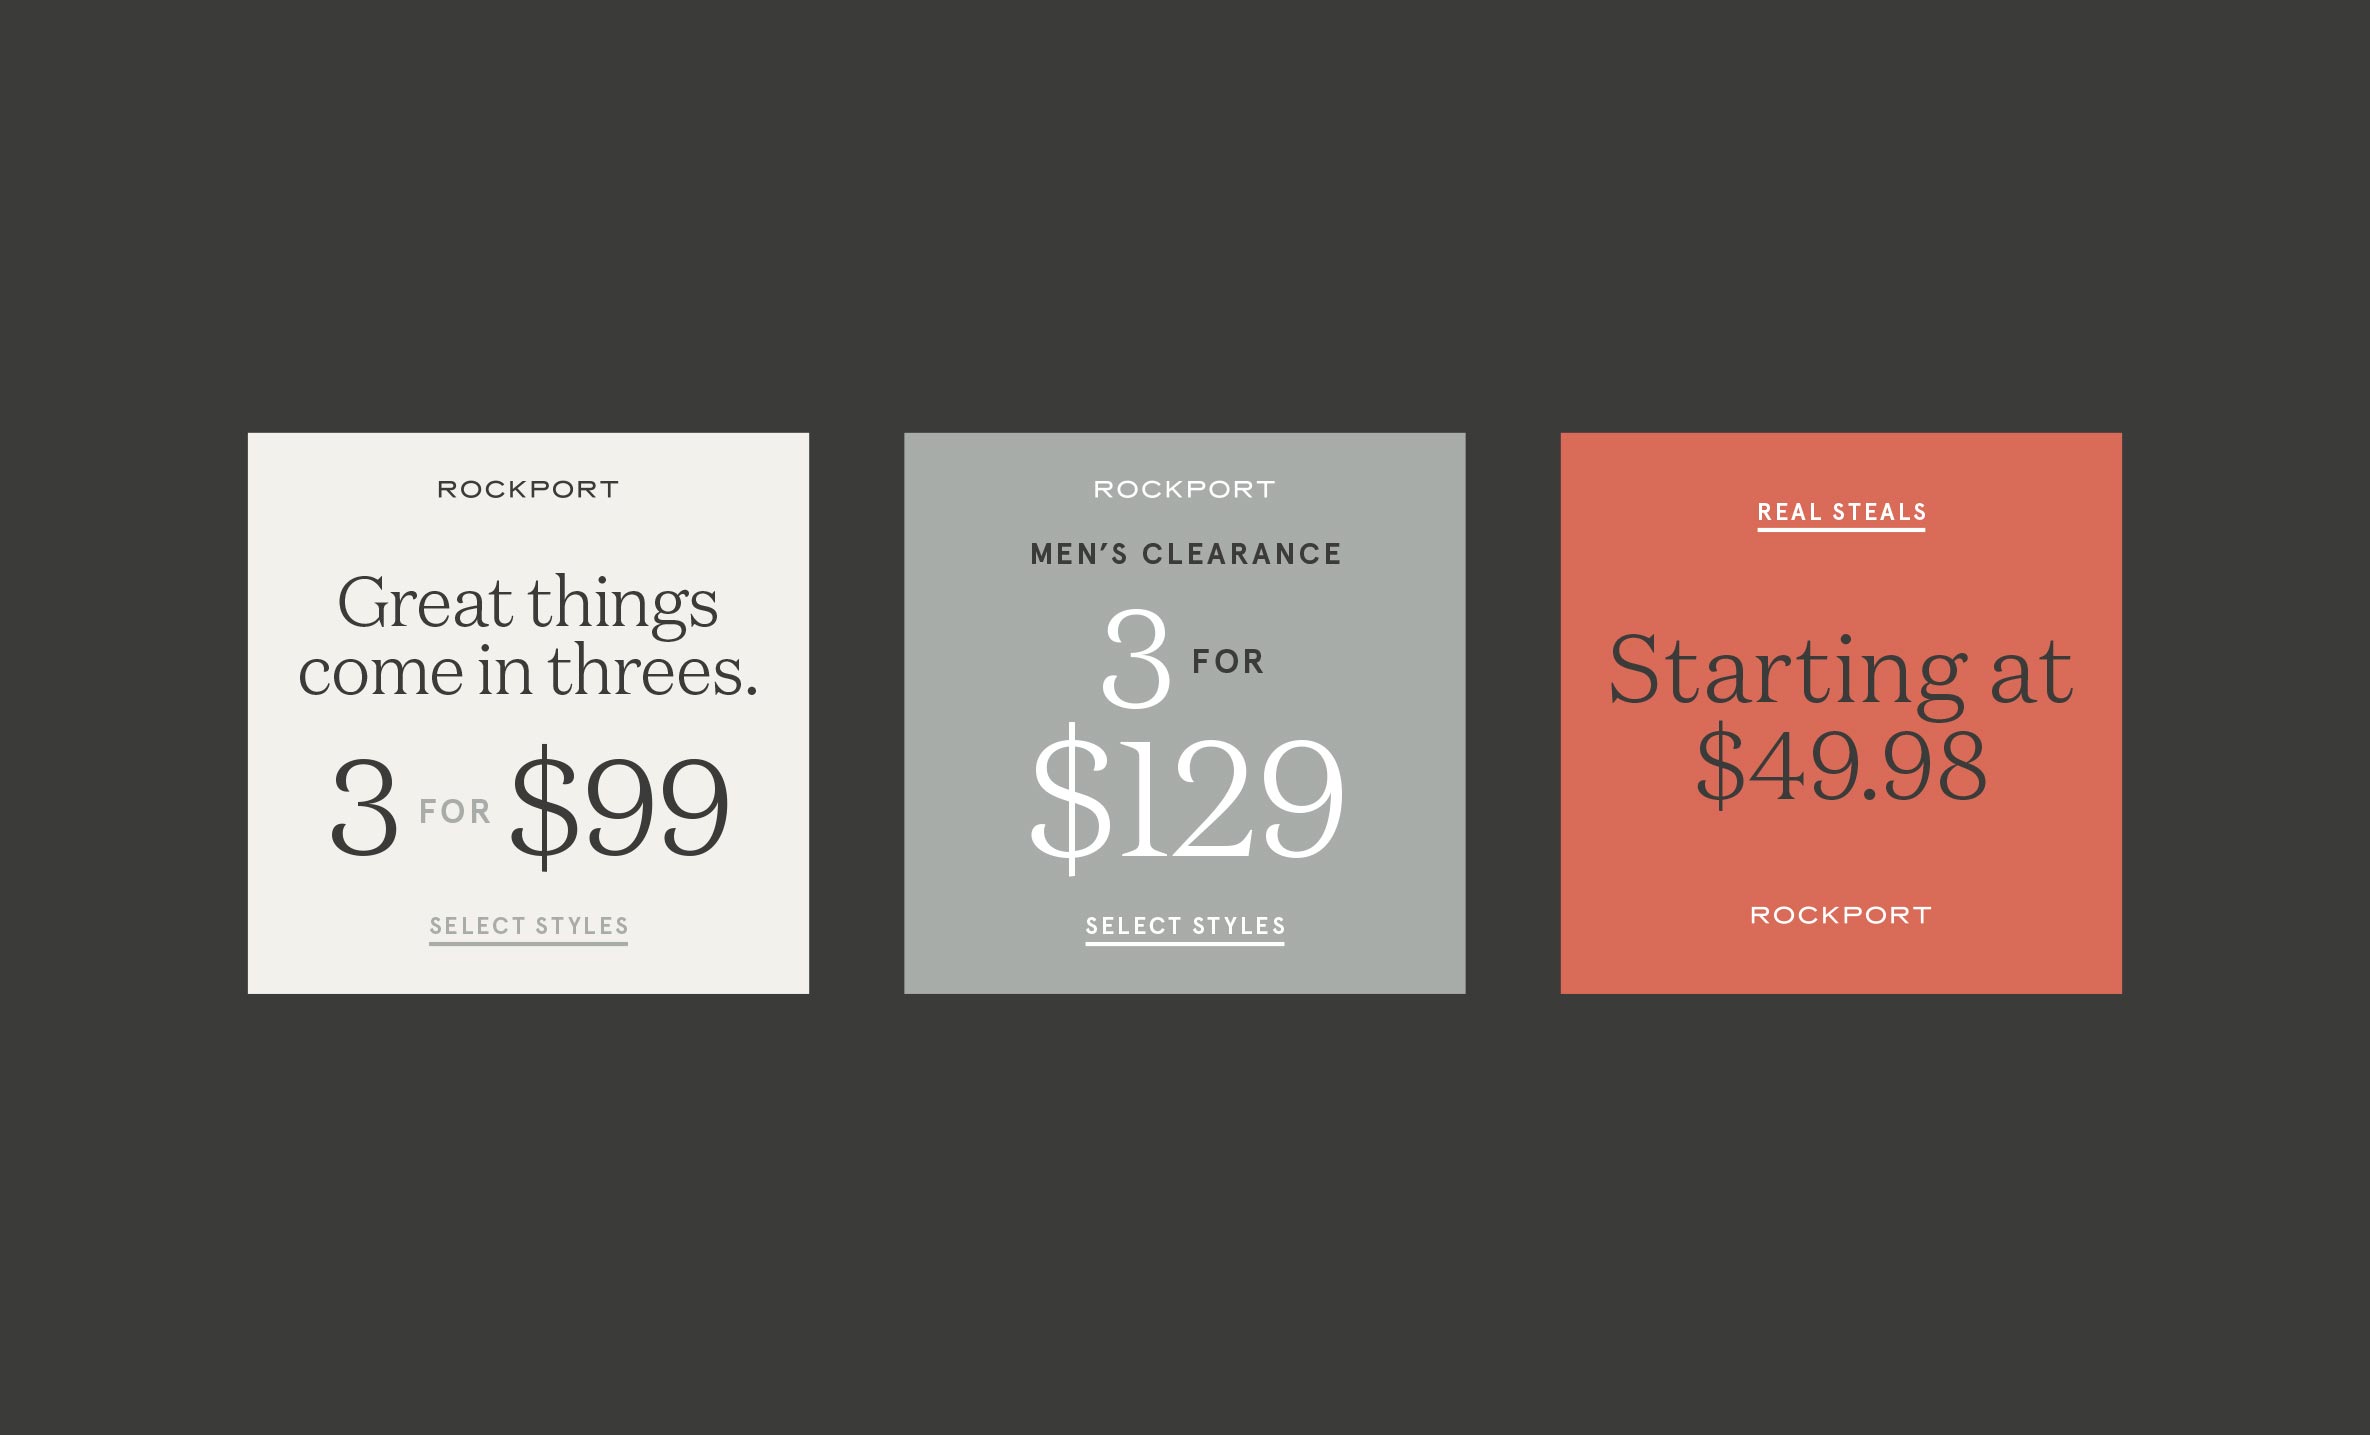 ROCKPORT
Great things
come in threes.
3 FOR $99
SELECT STYLES
ROCKPORT
MEN’S CLEARANCE
3 FOR
$129
SELECT STYLES
REAL STEALS
Starting at
$49.98
ROCKPORT